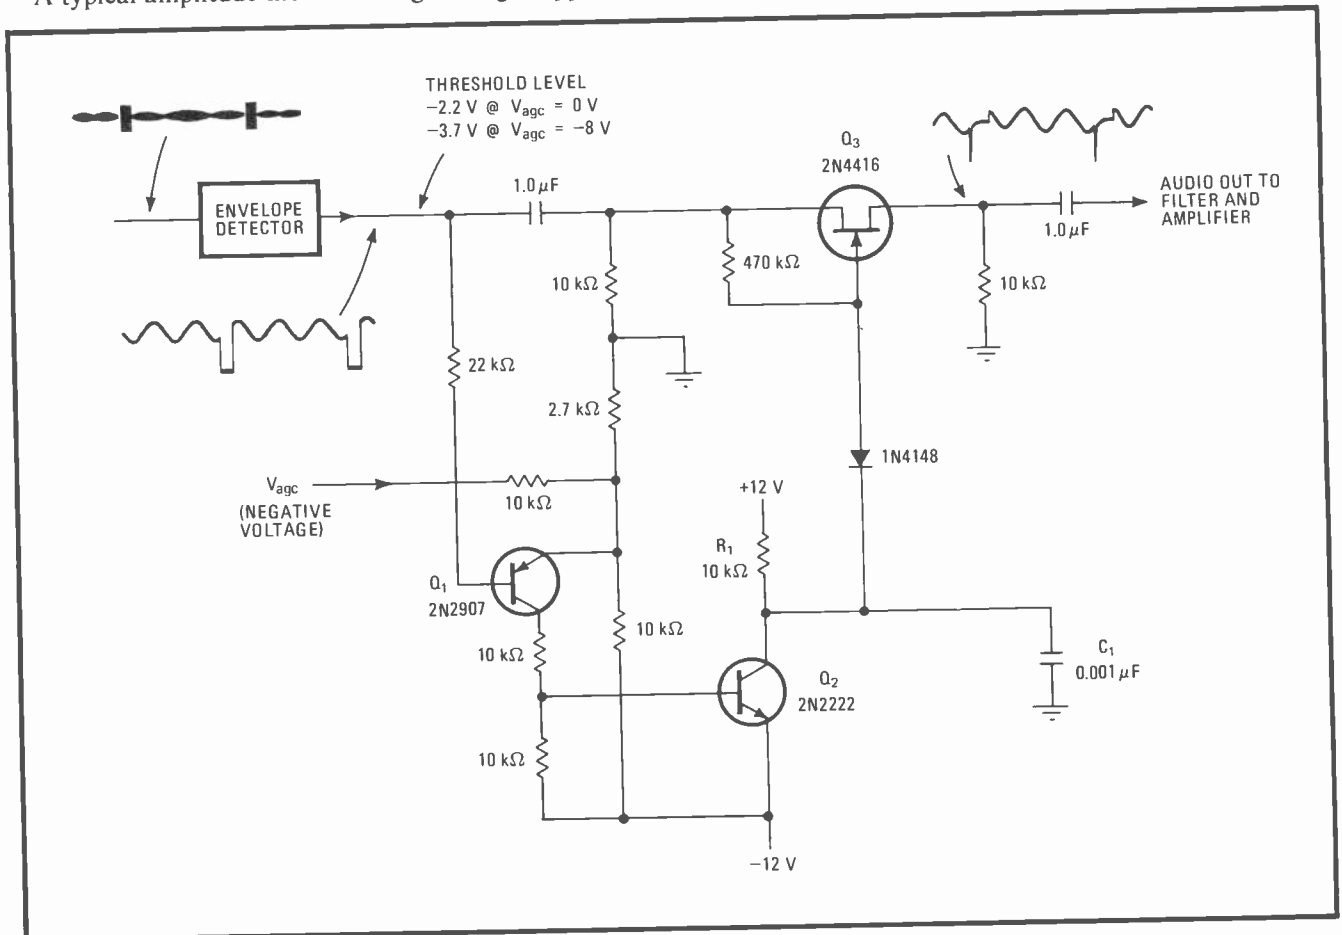 THRESHOLD LEVEL
−2.2 V @ Vagc = 0 V
−3.7 V @ Vagc = −8 V
ENVELOPE
DETECTOR
1.0 μF
Q3
2N4416
AUDIO OUT TO
FILTER AND
AMPLIFIER
1.0 μF
10 kΩ
470 kΩ
10 kΩ
22 kΩ
2.7 kΩ
1N4148
Vagc
(NEGATIVE
VOLTAGE)
10 kΩ
+12 V
R1
10 kΩ
Q1
2N2907
10 kΩ
10 kΩ
Q2
2N2222
C1
0.001 μF
10 kΩ
−12 V